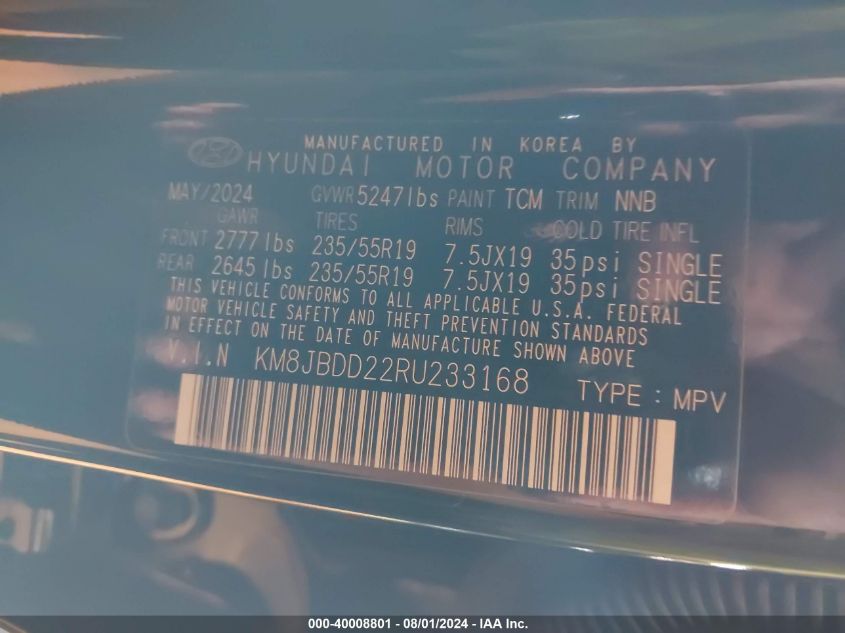 MANUFACTURED IN KOREA BY
HYUNDAI MOTOR COMPANY
MAY/2024 GVWR 5247lbs PAINT TCM TRIM NNB
GAWR TIRES RIMS COLD TIRE INFL
FRONT 2777lbs 235/55R19 7.5JX19 35psi SINGLE
REAR 2645lbs 235/55R19 7.5JX19 35psi SINGLE
THIS VEHICLE CONFORMS TO ALL APPLICABLE U.S.A. FEDERAL
MOTOR VEHICLE SAFETY AND THEFT PREVENTION STANDARDS
IN EFFECT ON THE DATE OF MANUFACTURE SHOWN ABOVE
V.I.N KM8JBDD22RU233168 TYPE : MPV
000-40008801 - 08/01/2024 - IAA Inc.